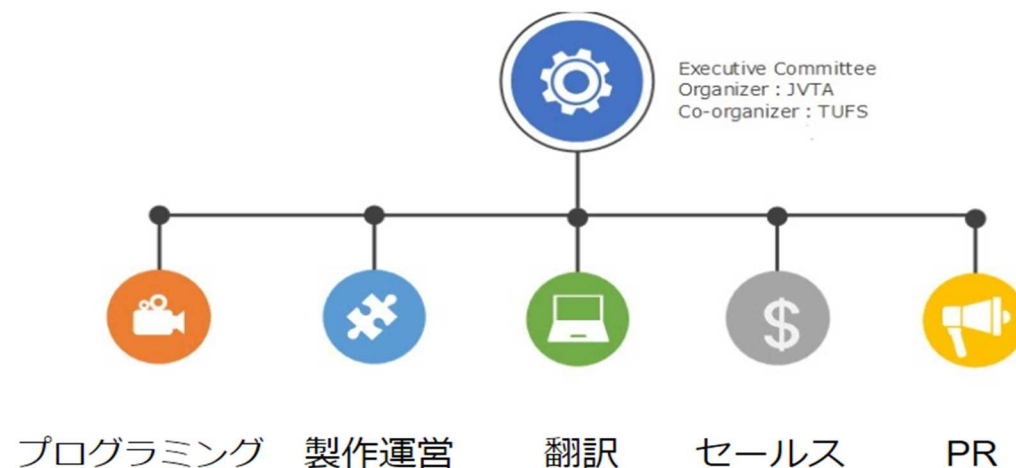 Executive Committee
Organizer : JVTA
Co-organizer : TUFS
$
プログラミング
製作運営
翻訳
セールス
PR